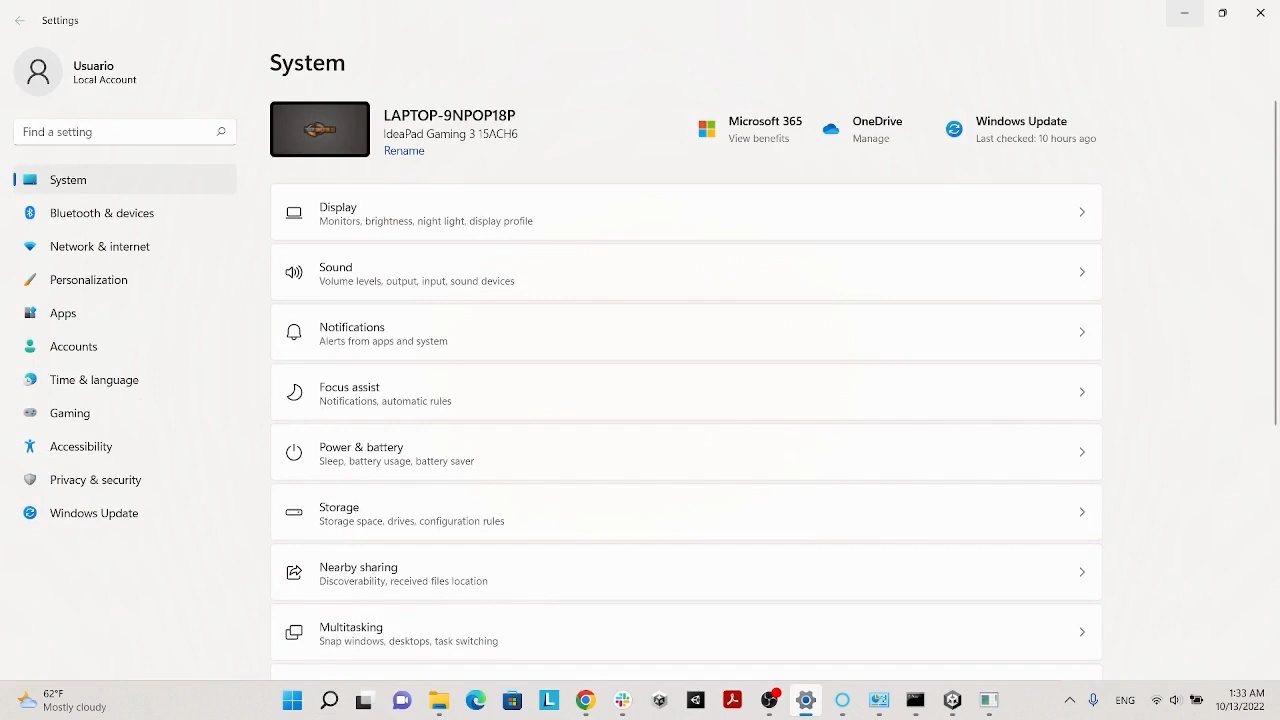 Settings
Usuario
Local Account
Find a setting
System
Bluetooth & devices
Network & internet
Personalization
Apps
Accounts
Time & language
Gaming
Accessibility
Privacy & security
Windows Update
System
LAPTOP-9NPOP18P
IdeaPad Gaming 3 15ACH6
Rename
Microsoft 365
View benefits
OneDrive
Manage
Windows Update
Last checked: 10 hours ago
Display
Monitors, brightness, night light, display profile
Sound
Volume levels, output, input, sound devices
Notifications
Alerts from apps and system
Focus assist
Notifications, automatic rules
Power & battery
Sleep, battery usage, battery saver
Storage
Storage space, drives, configuration rules
Nearby sharing
Discoverability, received files location
Multitasking
Snap windows, desktops, task switching
62°F
Mostly cloudy
L
ENG
1:33 AM
10/13/2022